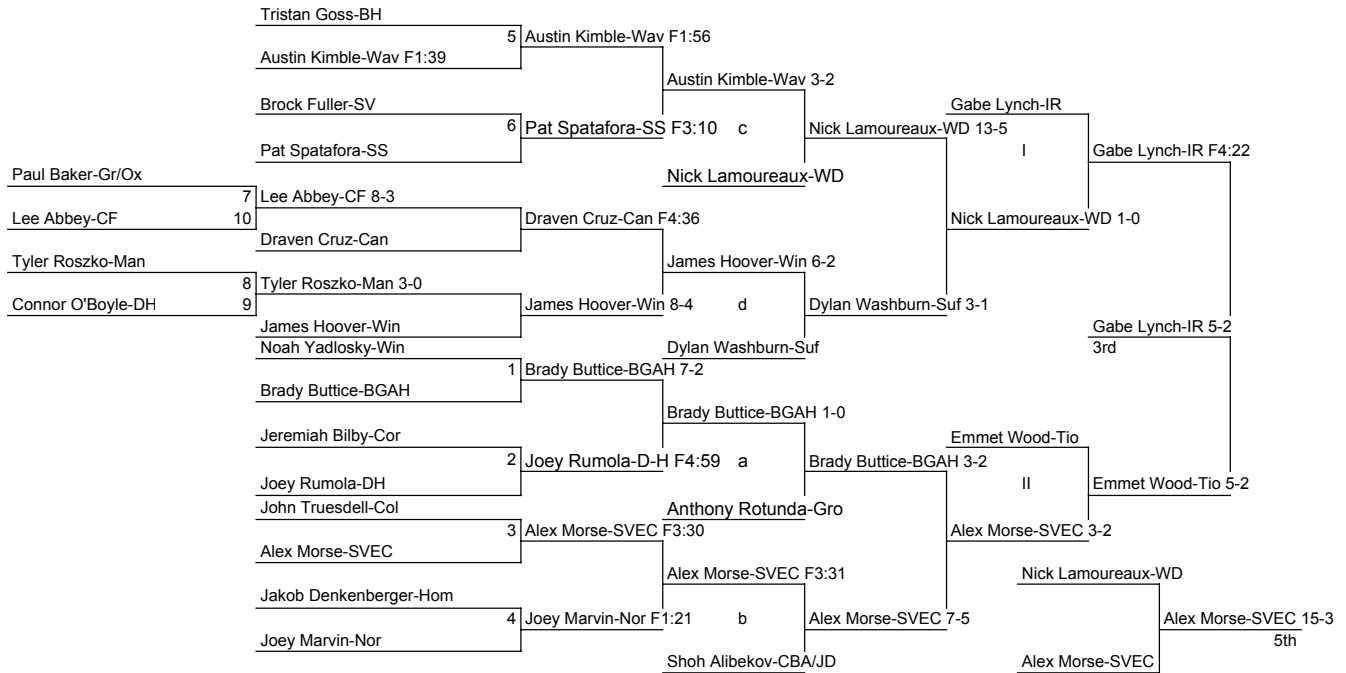 Tristan Goss-BH
5 Austin Kimble-Wav F1:56
Austin Kimble-Wav F1:39
Austin Kimble-Wav 3-2
Brock Fuller-SV
Gabe Lynch-IR
6 Pat Spatafora-SS F3:10 c Nick Lamoureaux-WD 13-5
Pat Spatafora-SS
I Gabe Lynch-IR F4:22
Paul Baker-Gr/Ox
Nick Lamoureaux-WD
7 Lee Abbey-CF 8-3
Lee Abbey-CF 10
Draven Cruz-Can F4:36
Nick Lamoureaux-WD 1-0
Draven Cruz-Can
Tyler Roszko-Man
James Hoover-Win 6-2
8 Tyler Roszko-Man 3-0
Connor O'Boyle-DH 9
James Hoover-Win 8-4 d Dylan Washburn-Suf 3-1
James Hoover-Win
Gabe Lynch-IR 5-2
Noah Yadlosky-Win
Dylan Washburn-Suf
3rd
1 Brady Buttice-BGAH 7-2
Brady Buttice-BGAH
Brady Buttice-BGAH 1-0
Jeremiah Bilby-Cor
Emmet Wood-Tio
2 Joey Rumola-D-H F4:59 a Brady Buttice-BGAH 3-2
Joey Rumola-DH
II Emmet Wood-Tio 5-2
John Truesdell-Col
Anthony Rotunda-Gro
3 Alex Morse-SVEC F3:30
Alex Morse-SVEC 3-2
Alex Morse-SVEC
Alex Morse-SVEC F3:31
Nick Lamoureaux-WD
Jakob Denkenberger-Hom
4 Joey Marvin-Nor F1:21 b Alex Morse-SVEC 7-5
Alex Morse-SVEC 15-3
Joey Marvin-Nor
5th
Shoh Alibekov-CBA/JD
Alex Morse-SVEC